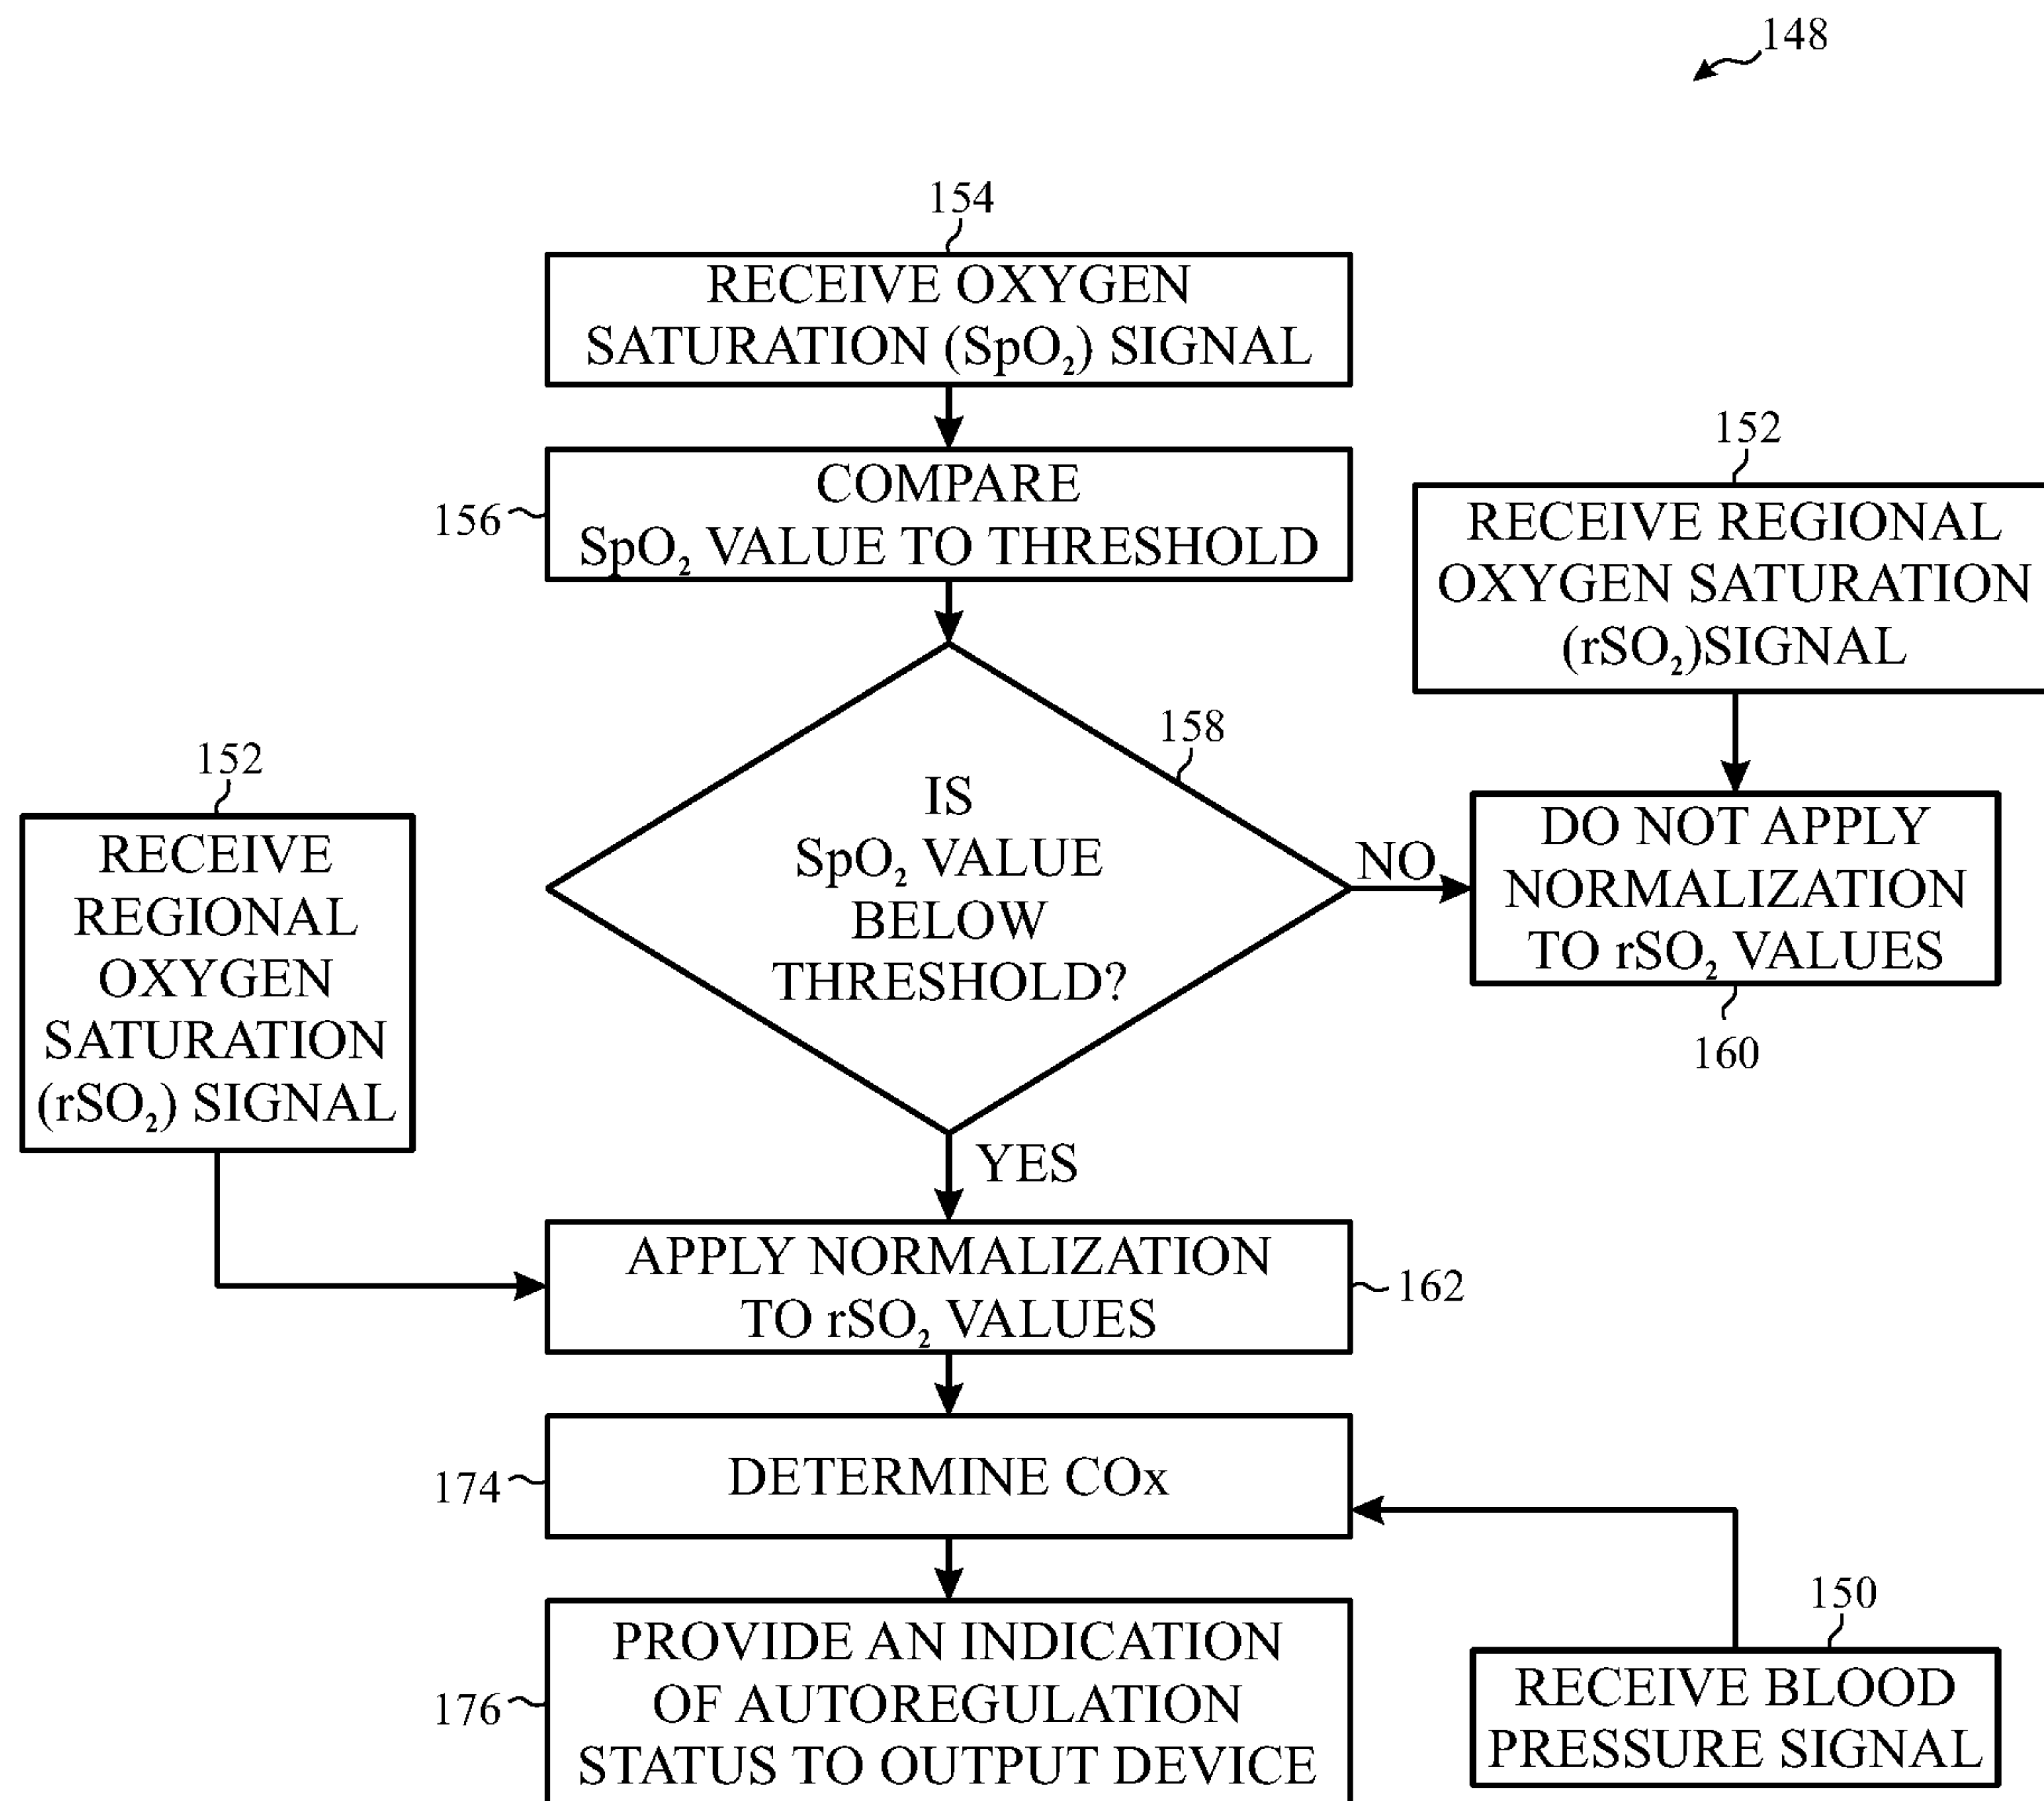 148
154
RECEIVE OXYGEN
SATURATION (SpO₂) SIGNAL
156
COMPARE
SpO₂ VALUE TO THRESHOLD
152
RECEIVE REGIONAL
OXYGEN SATURATION
(rSO₂)SIGNAL
158
IS
SpO₂ VALUE
BELOW
THRESHOLD?
NO
DO NOT APPLY
NORMALIZATION
TO rSO₂ VALUES
160
152
RECEIVE
REGIONAL
OXYGEN
SATURATION
(rSO₂) SIGNAL
YES
APPLY NORMALIZATION
TO rSO₂ VALUES
162
174
DETERMINE COx
150
RECEIVE BLOOD
PRESSURE SIGNAL
176
PROVIDE AN INDICATION
OF AUTOREGULATION
STATUS TO OUTPUT DEVICE